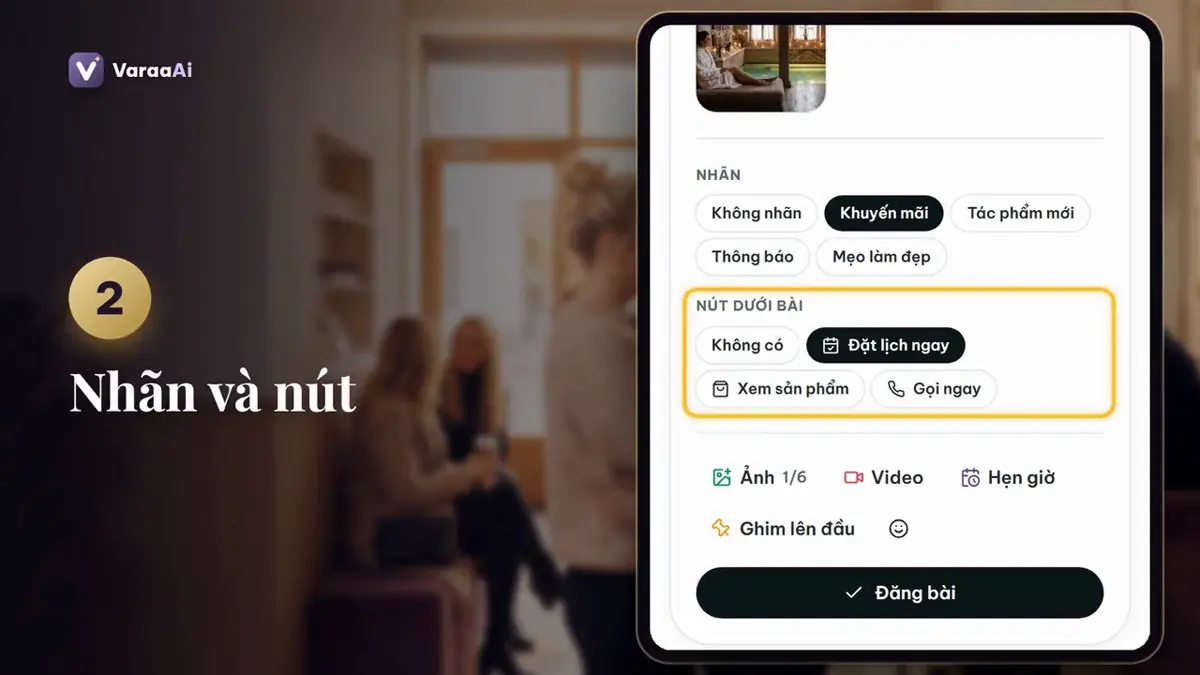 VaraaAi
2
Nhãn và nút
NHÃN
Không nhãn
Khuyến mãi
Tác phẩm mới
Thông báo
Mẹo làm đẹp
NÚT DƯỚI BÀI
Không có
Đặt lịch ngay
Xem sản phẩm
Gọi ngay
Ảnh 1/6
Video
Hẹn giờ
Ghim lên đầu
Đăng bài